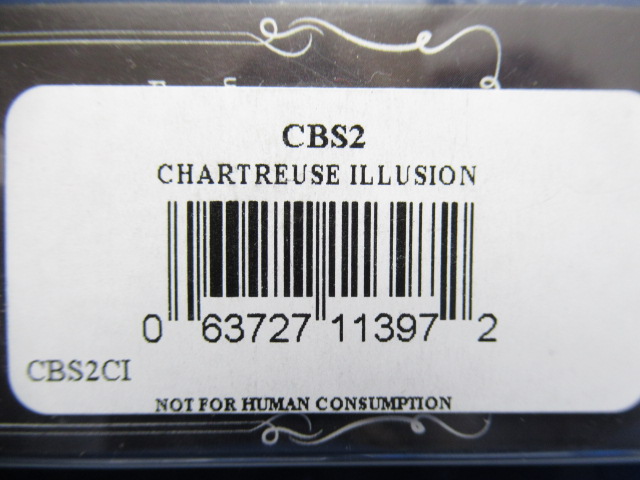 CBS2
CHARTREUSE ILLUSION
0 63727 11397 2
CBS2CI
NOT FOR HUMAN CONSUMPTION